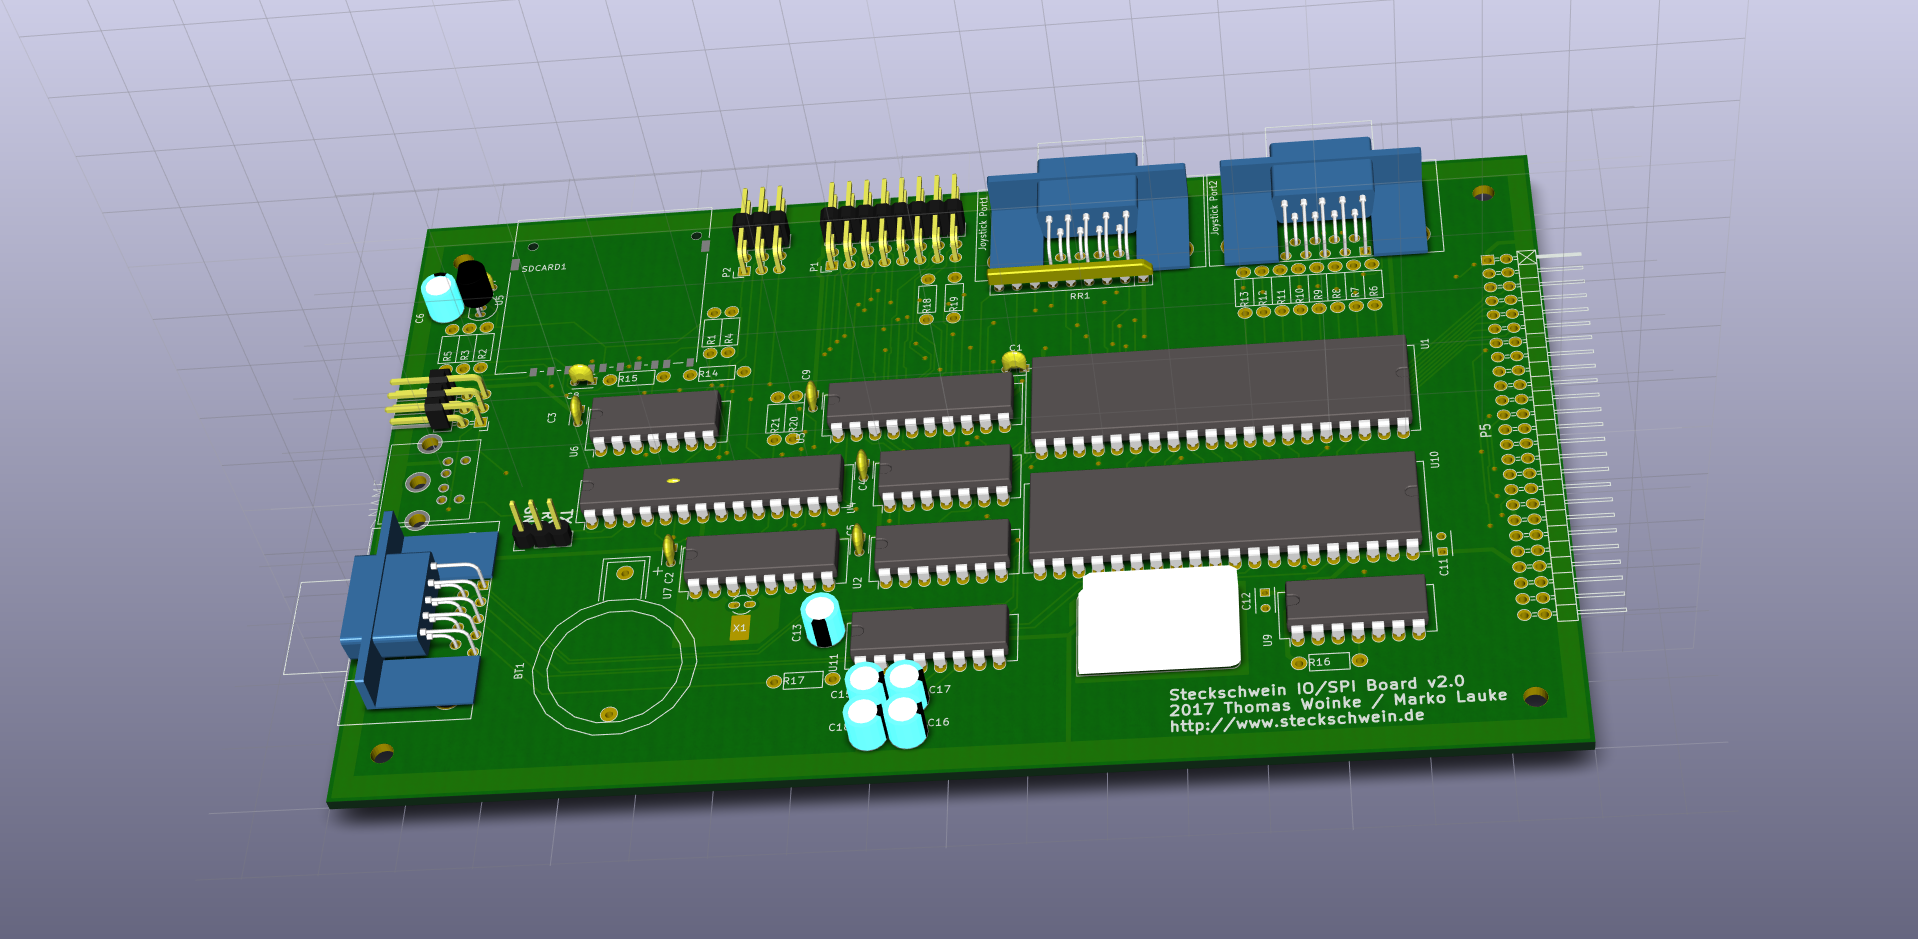 Joystick Port1
Joystick Port2
SDCARD1
P2
P1
U5
C6
R18
R19
RR1
R13
R12
R11
R10
R9
R8
R7
R6
R5
R3
R2
R1
R4
C1
U1
R15
R14
C9
C3
R21
R20
U6
P5
U10
C4
U4
C5
C2
U7
U2
C11
C12
X1
C13
U9
U11
BT1
R17
R16
C17
C16
Steckschwein IO/SPI Board v2.0
2017 Thomas Woinke / Marko Lauke
http://www.steckschwein.de